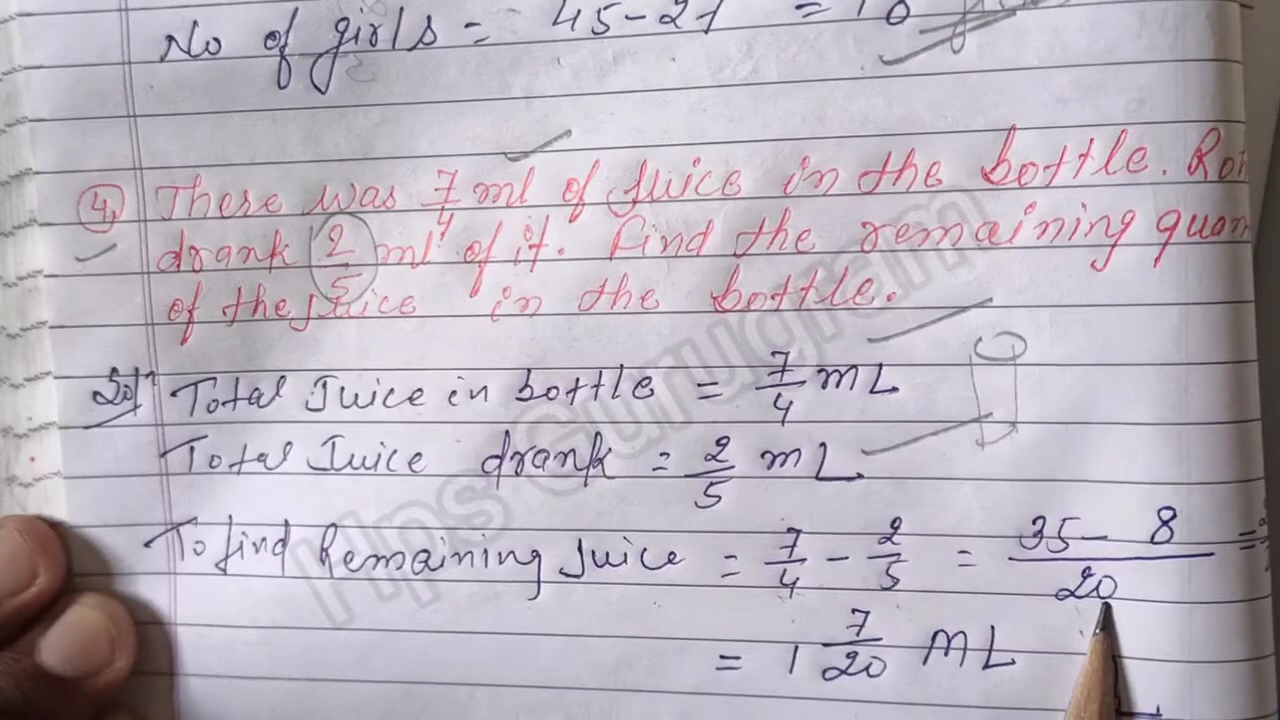 No of girls = 45-27 = 18
④ There was 7/4 ml of Juice in the bottle.
drank 2/5 ml of it. Find the remaining
of the Juice in the bottle.
Solⁿ Total Juice in bottle = 7/4 mL
Total Juice drank = 2/5 mL
To find Remaining Juice = 7/4 - 2/5 = 35- 8/20 =
= 1 7/20 ML
Hps Gurugram